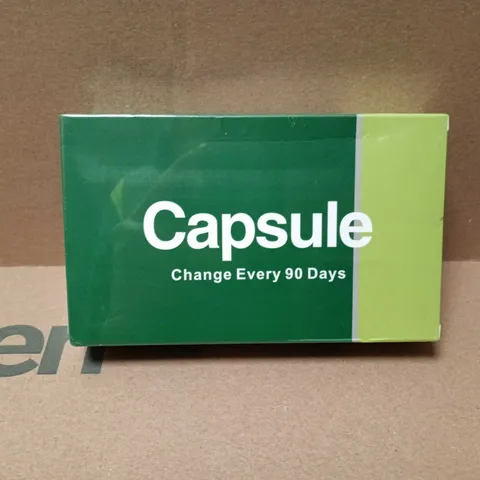 Capsule
Change Every 90 Days
en